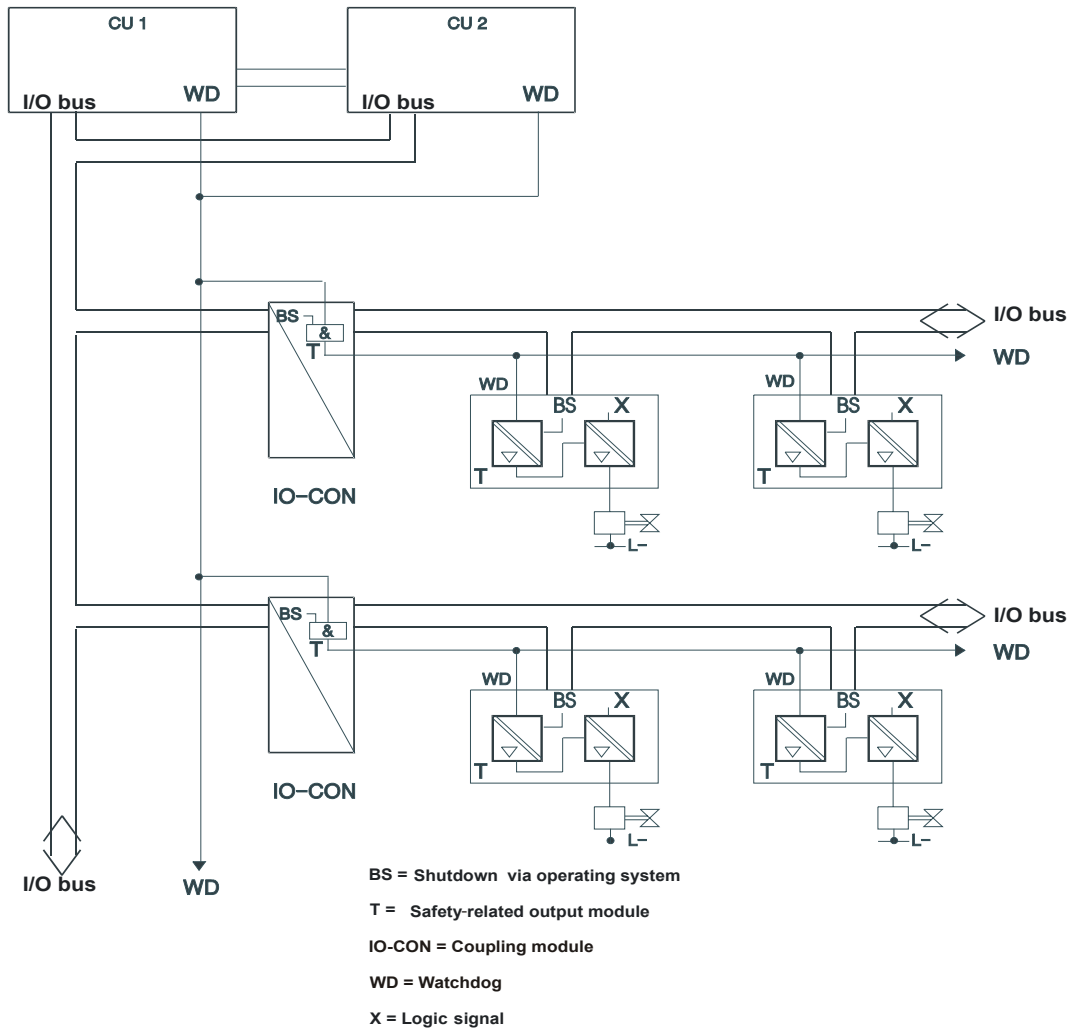 CU 1
CU 2
I/O bus
WD
I/O bus
WD
BS
&
T
I/O bus
WD
WD
BS
X
T
L-
WD
BS
X
T
L-
IO-CON
BS
&
T
I/O bus
WD
WD
BS
X
T
L-
WD
BS
X
T
L-
IO-CON
I/O bus
WD
BS = Shutdown via operating system
T = Safety-related output module
IO-CON = Coupling module
WD = Watchdog
X = Logic signal